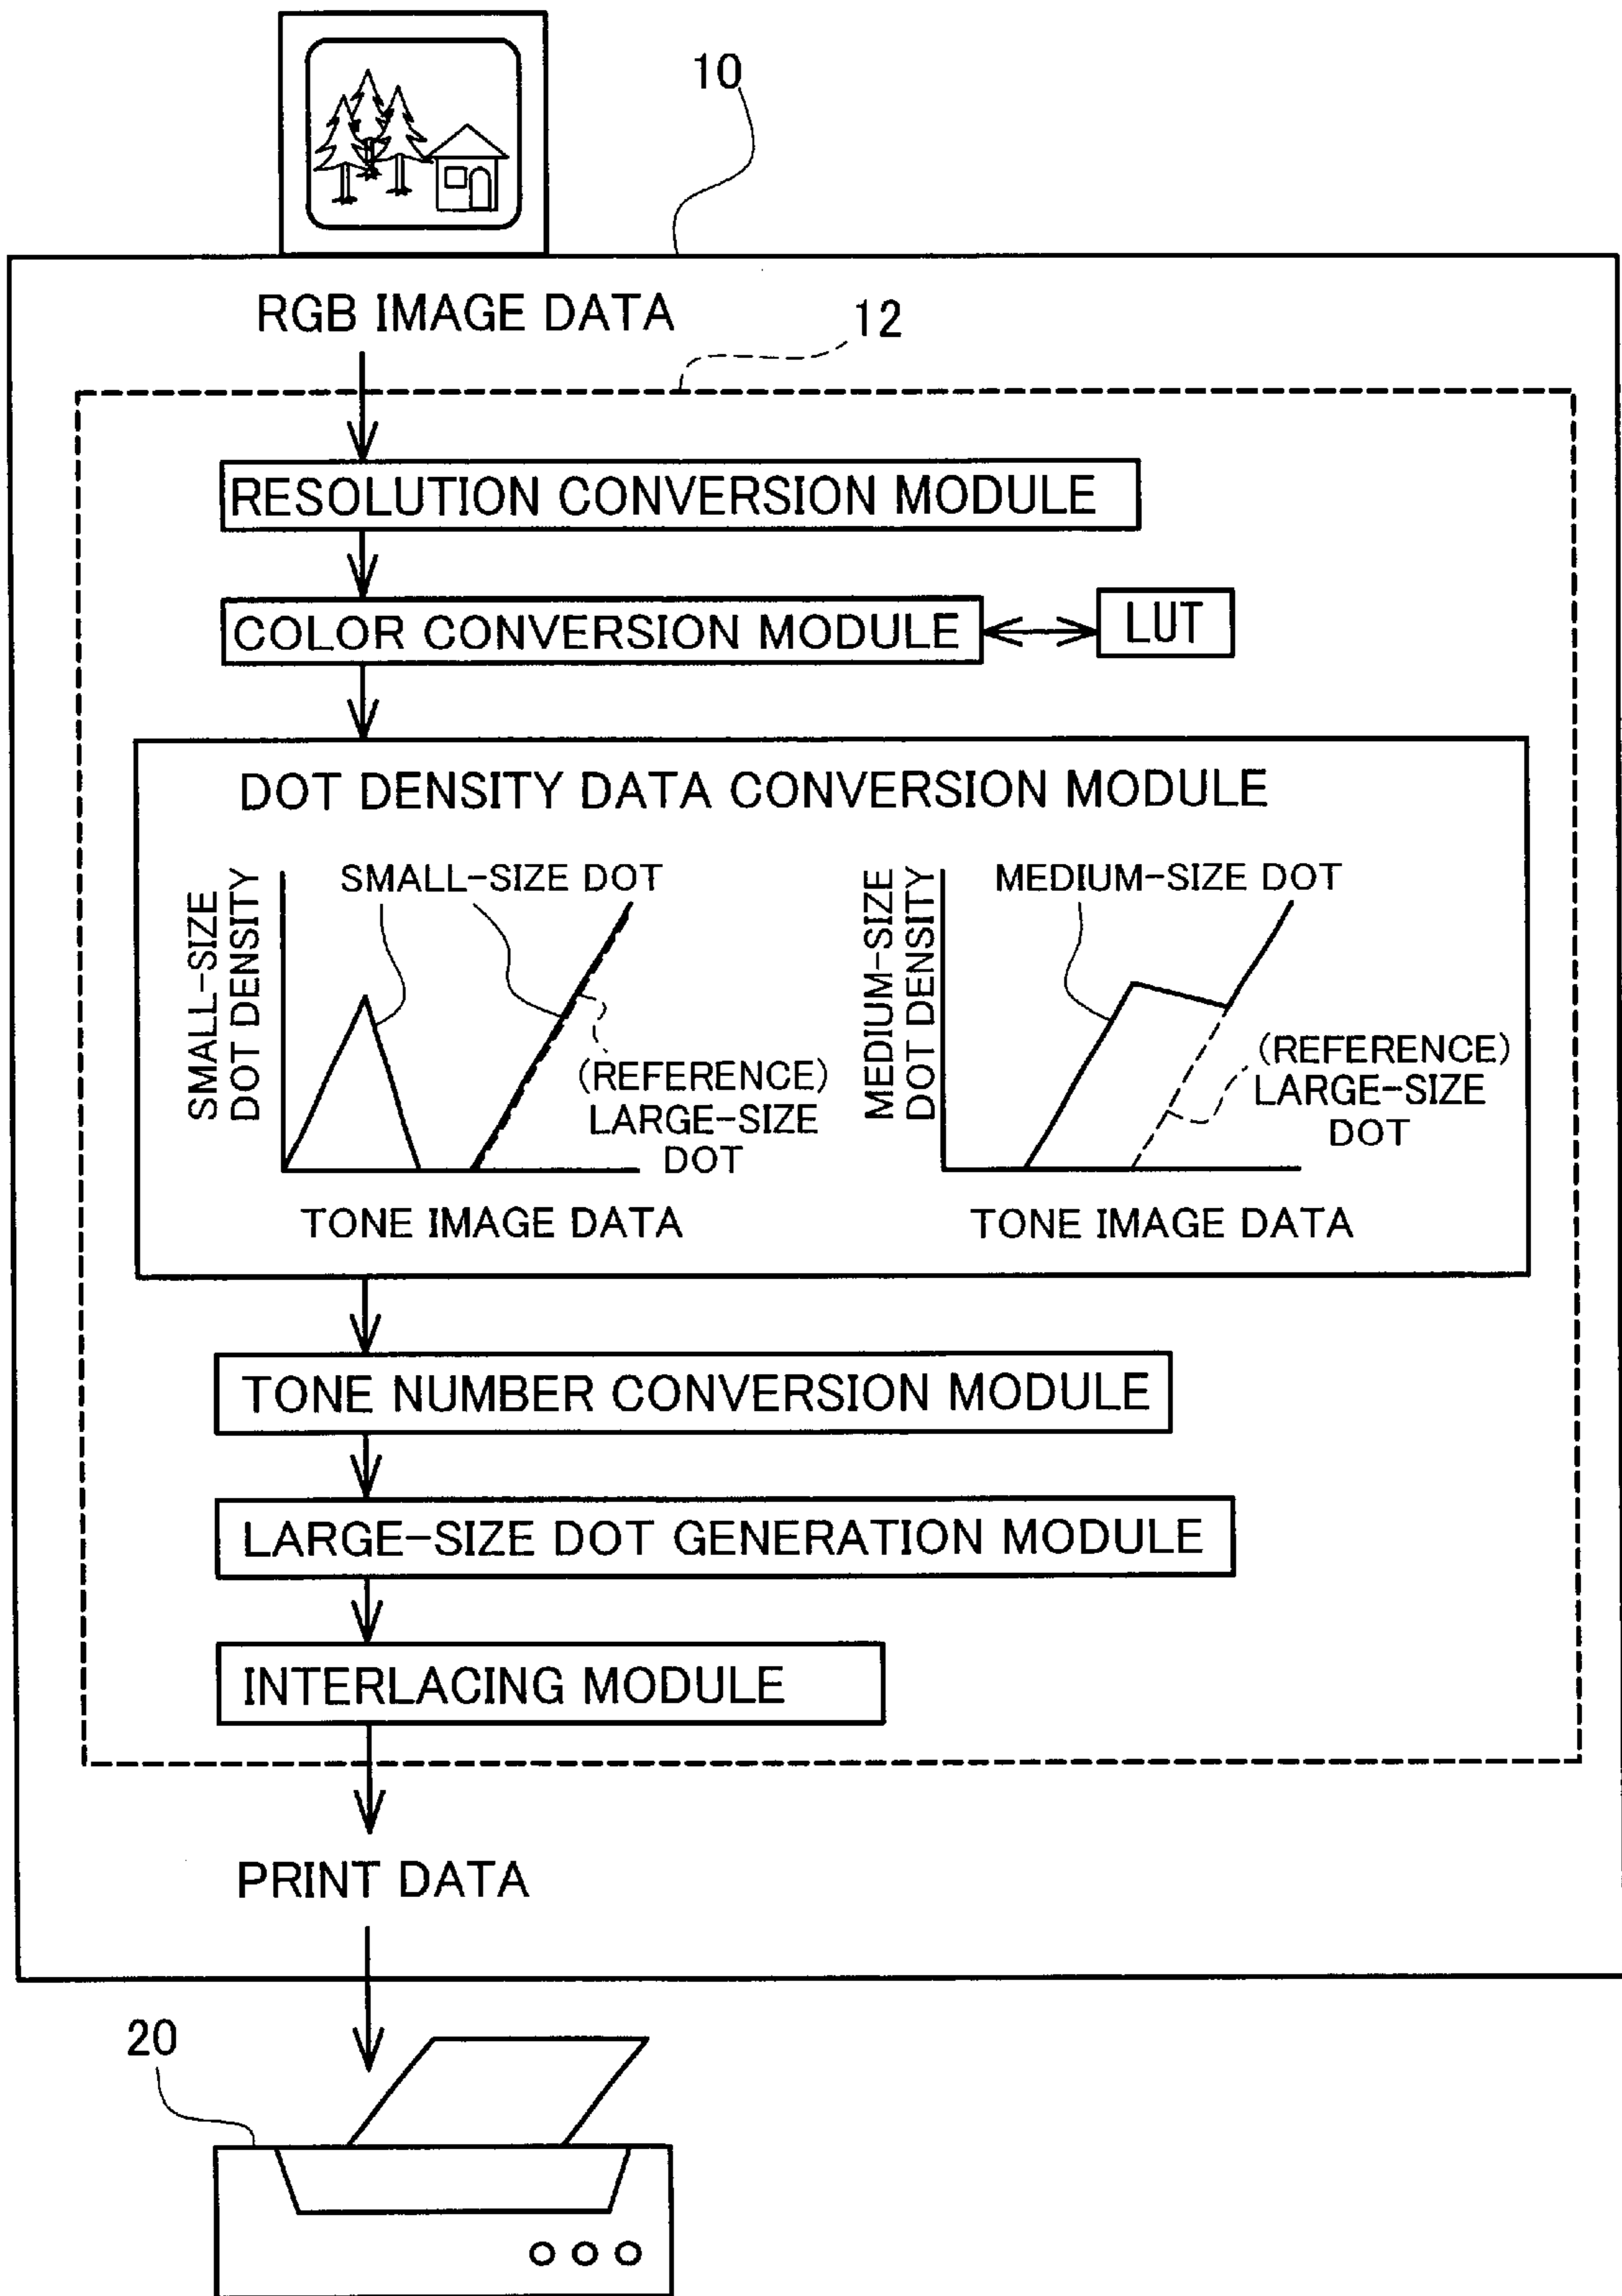 10
RGB IMAGE DATA
12
RESOLUTION CONVERSION MODULE
COLOR CONVERSION MODULE
LUT
DOT DENSITY DATA CONVERSION MODULE
SMALL-SIZE
DOT DENSITY
SMALL-SIZE DOT
(REFERENCE)
LARGE-SIZE
DOT
TONE IMAGE DATA
MEDIUM-SIZE
DOT DENSITY
MEDIUM-SIZE DOT
(REFERENCE)
LARGE-SIZE
DOT
TONE IMAGE DATA
TONE NUMBER CONVERSION MODULE
LARGE-SIZE DOT GENERATION MODULE
INTERLACING MODULE
PRINT DATA
20